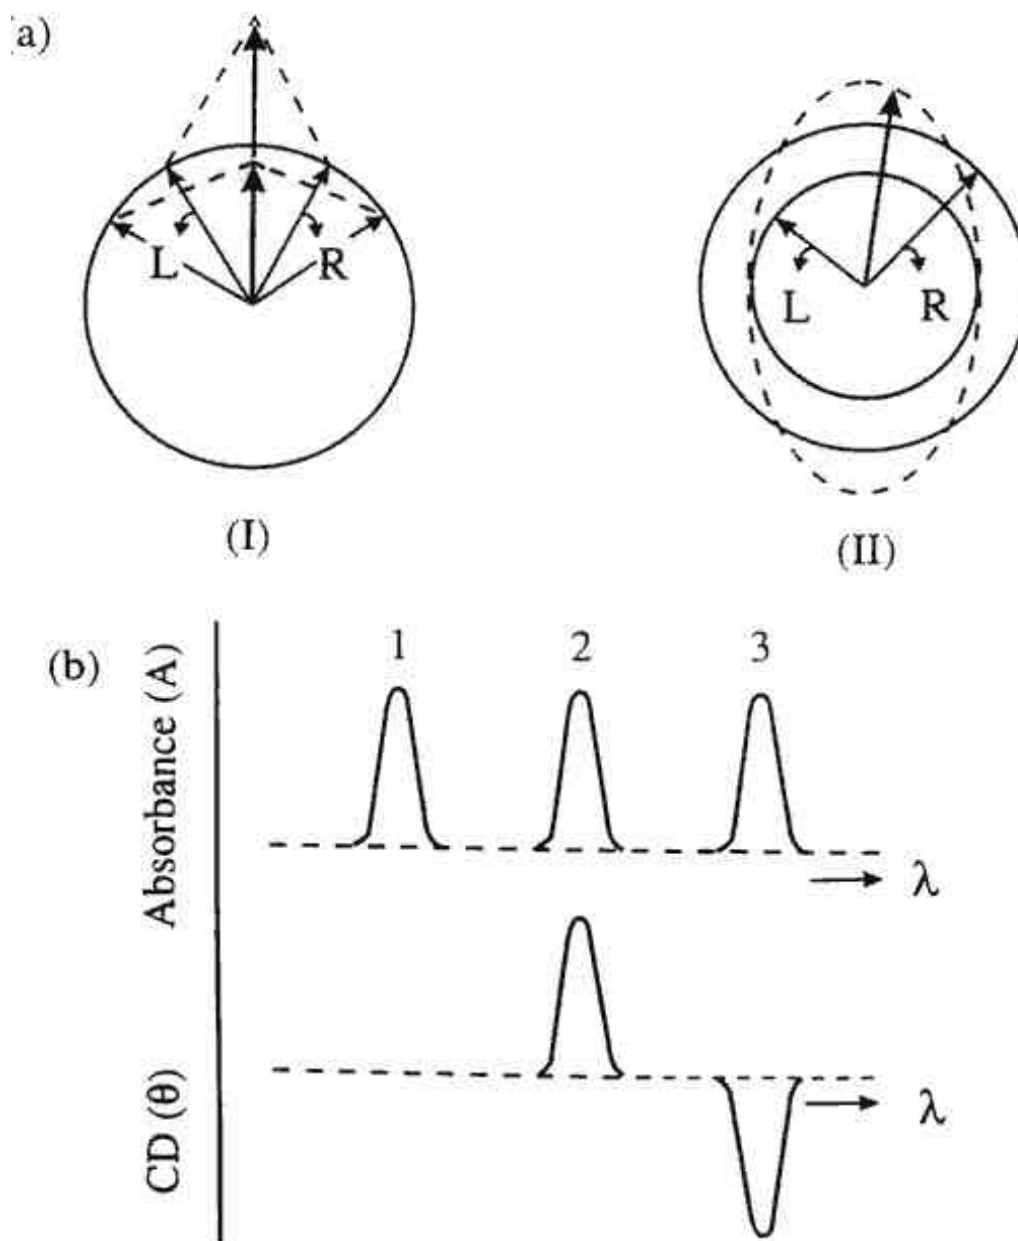 (a)
L R
L R
(I)
(II)
(b)
Absorbance (A)
1 2 3
λ
CD (θ)
λ